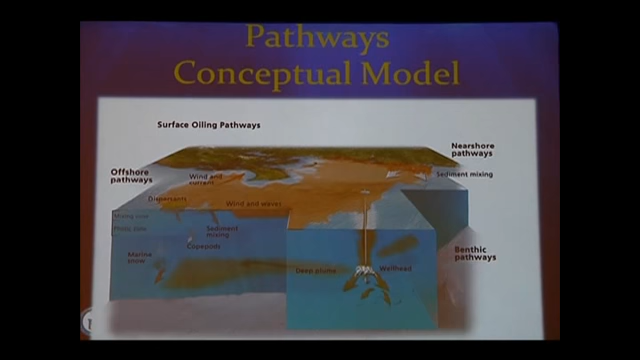 Pathways
Conceptual Model
Surface Oiling Pathways
Nearshore
pathways
Offshore
pathways
Wind and
current
Sediment mixing
Dispersants
Wind and waves
Mixing zone
Photic zone
Sediment
mixing
Copepods
Marine
snow
Deep plume
Wellhead
Benthic
pathways